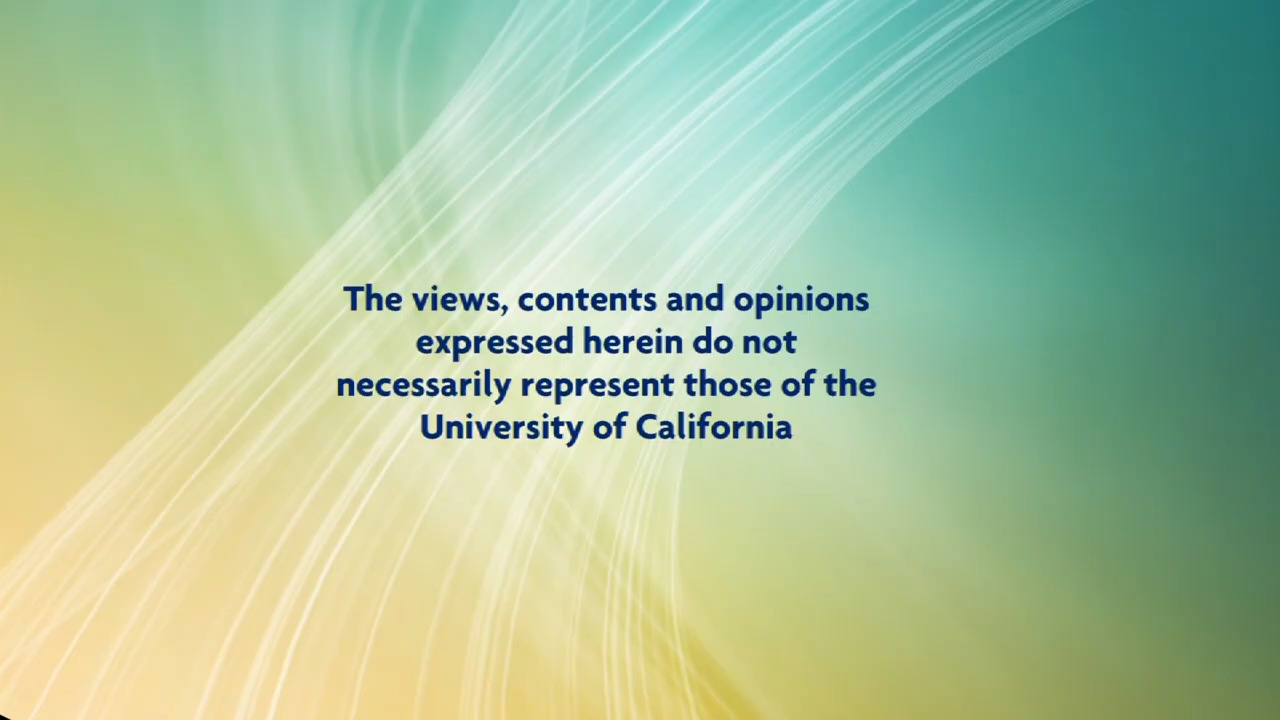 The views, contents and opinions
expressed herein do not
necessarily represent those of the
University of California